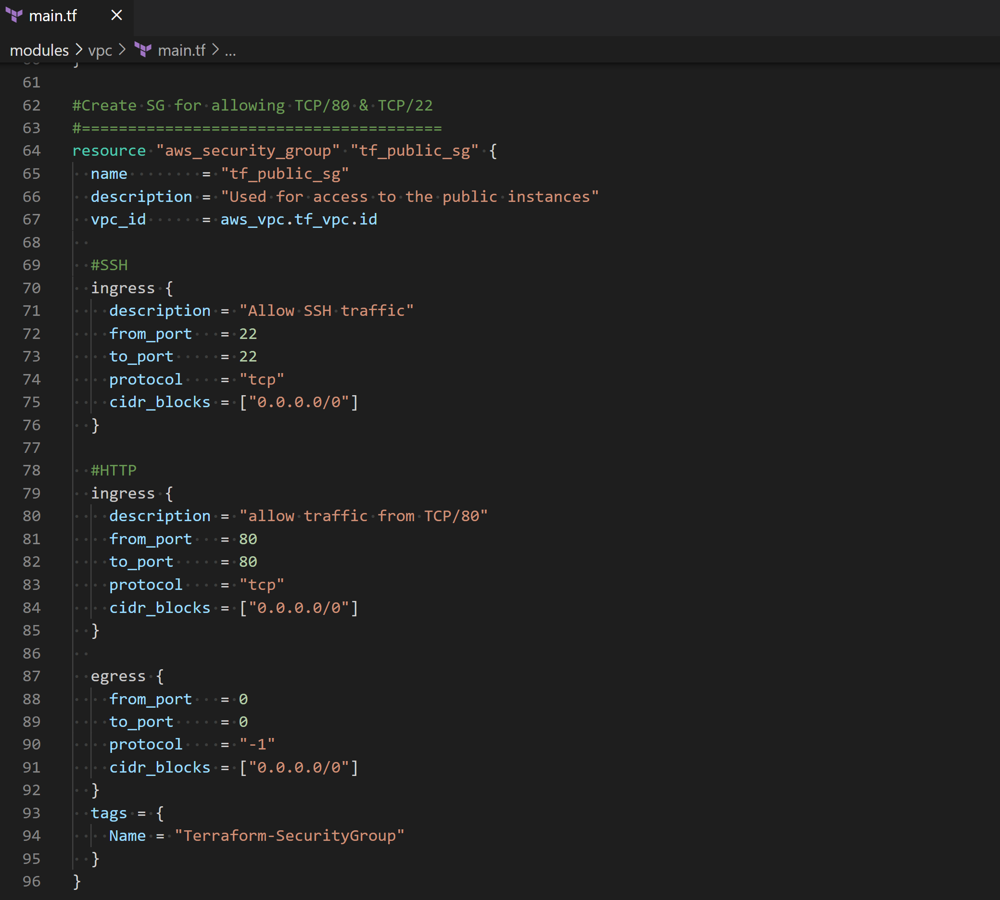 main.tf
modules > vpc > main.tf > ...
61
62 #Create SG for allowing TCP/80 & TCP/22
63 #=======================================
64 resource "aws_security_group" "tf_public_sg" {
65   name        = "tf_public_sg"
66   description = "Used for access to the public instances"
67   vpc_id      = aws_vpc.tf_vpc.id
68
69   #SSH
70   ingress {
71     description = "Allow SSH traffic"
72     from_port   = 22
73     to_port     = 22
74     protocol    = "tcp"
75     cidr_blocks = ["0.0.0.0/0"]
76   }
77
78   #HTTP
79   ingress {
80     description = "allow traffic from TCP/80"
81     from_port   = 80
82     to_port     = 80
83     protocol    = "tcp"
84     cidr_blocks = ["0.0.0.0/0"]
85   }
86
87   egress {
88     from_port   = 0
89     to_port     = 0
90     protocol    = "-1"
91     cidr_blocks = ["0.0.0.0/0"]
92   }
93   tags = {
94     Name = "Terraform-SecurityGroup"
95   }
96 }